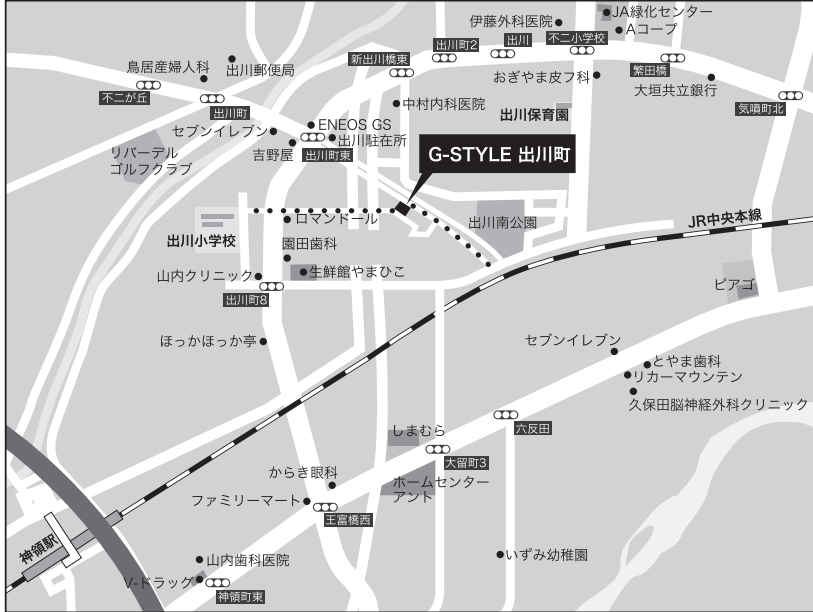 JA緑化センター
伊藤外科医院
Aコープ
出川
不二小学校
出川町2
新出川橋東
繁田橋
出川郵便局
鳥居産婦人科
おぎやま皮フ科
大垣共立銀行
不二が丘
気噴町北
中村内科医院
出川町
出川保育園
ENEOS GS
セブンイレブン
出川駐在所
吉野屋
出川町東
リバーデル
ゴルフクラブ
G-STYLE 出川町
ロマンドール
出川南公園
JR中央本線
出川小学校
園田歯科
生鮮館やまひこ
山内クリニック
ピアゴ
出川町8
ほっかほっか亭
セブンイレブン
とやま歯科
リカーマウンテン
久保田脳神経外科クリニック
六反田
しまむら
大留町3
からき眼科
ホームセンター
アント
ファミリーマート
王富橋西
神領駅
山内歯科医院
いずみ幼稚園
V-ドラッグ
神領町東